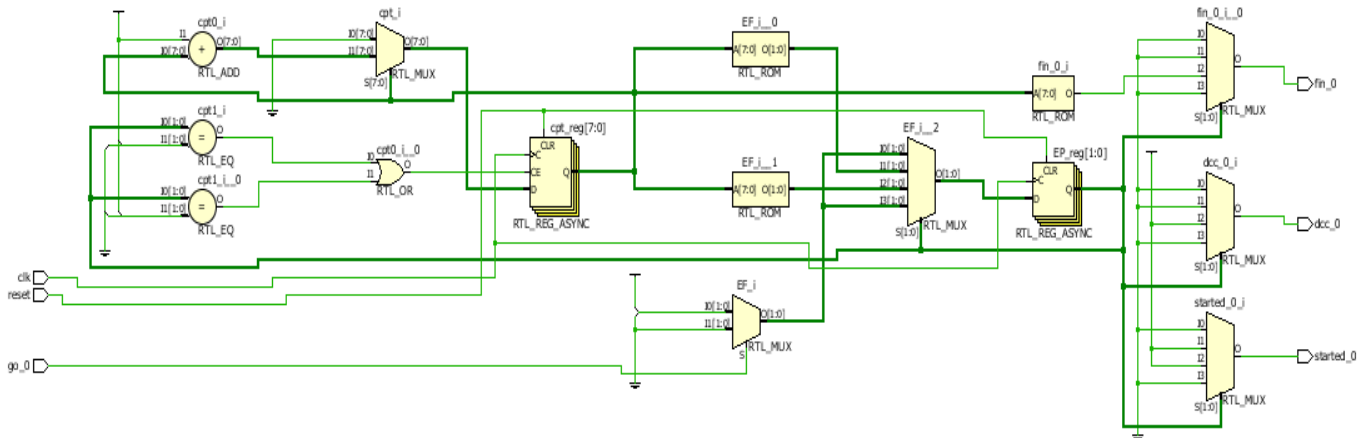 cpt0_i
I1
I0[7:0]
O[7:0]
+
RTL_ADD
cpt_i
I0[7:0]
I1[7:0]
O[7:0]
S[7:0]
RTL_MUX
cpt1_i
I0[1:0]
I1[1:0]
O
=
RTL_EQ
cpt1_i__0
I0[1:0]
I1[1:0]
O
=
RTL_EQ
cpt0_i__0
I0
I1
O
RTL_OR
cpt_reg[7:0]
CLR
C
CE
D
Q
RTL_REG_ASYNC
EF_i__0
A[7:0] O[1:0]
RTL_ROM
EF_i__1
A[7:0] O[1:0]
RTL_ROM
EF_i__2
I0[1:0]
I1[1:0]
I2[1:0]
I3[1:0]
O[1:0]
S[1:0]
RTL_MUX
EF_i
I0[1:0]
I1[1:0]
O[1:0]
S
RTL_MUX
fin_0_i
A[7:0] O
RTL_ROM
EP_reg[1:0]
CLR
C
D
Q
RTL_REG_ASYNC
fin_0_i__0
I0
I1
I2
I3
O
S[1:0]
RTL_MUX
dcc_0_i
I0
I1
I2
I3
O
S[1:0]
RTL_MUX
started_0_i
I0
I1
I2
I3
O
S[1:0]
RTL_MUX
clk
reset
go_0
fin_0
dcc_0
started_0